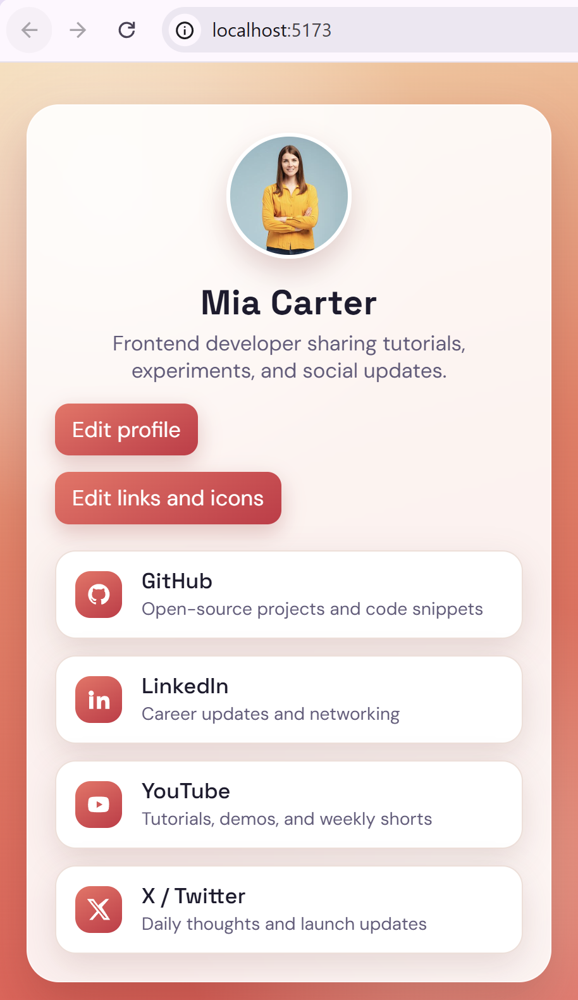 localhost:5173
Mia Carter
Frontend developer sharing tutorials,
experiments, and social updates.
Edit profile
Edit links and icons
GitHub
Open-source projects and code snippets
in
LinkedIn
Career updates and networking
YouTube
Tutorials, demos, and weekly shorts
X / Twitter
Daily thoughts and launch updates